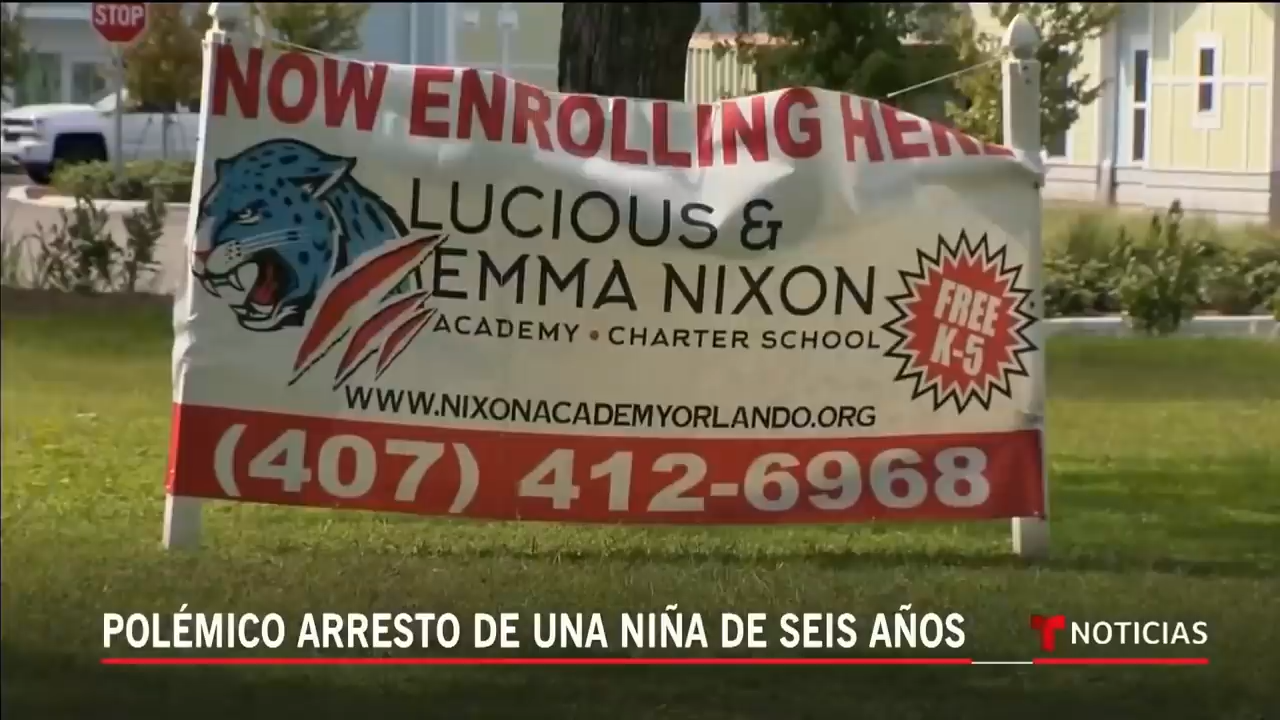 STOP
NOW ENROLLING HERE
LUCIOUS &
EMMA NIXON
ACADEMY • CHARTER SCHOOL
FREE
K-5
WWW.NIXONACADEMYORLANDO.ORG
(407) 412-6968
POLÉMICO ARRESTO DE UNA NIÑA DE SEIS AÑOS
NOTICIAS